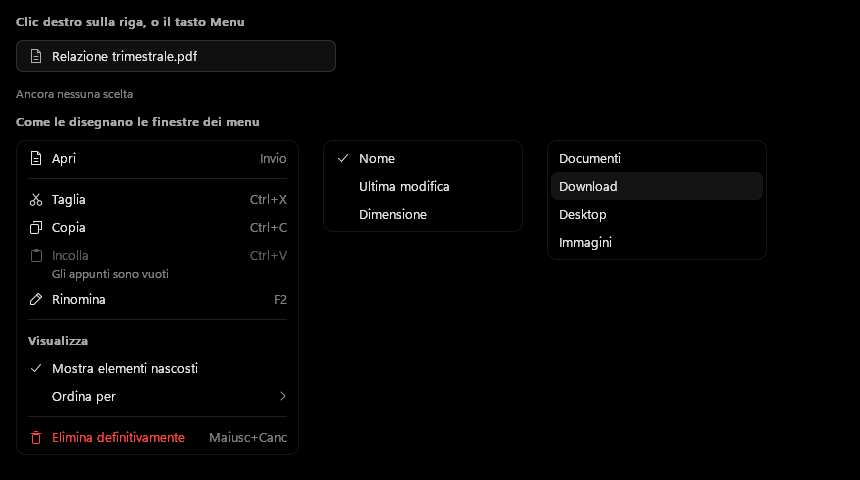 Clic destro sulla riga, o il tasto Menu
Relazione trimestrale.pdf
Ancora nessuna scelta
Come le disegnano le finestre dei menu
Apri Invio
Taglia Ctrl+X
Copia Ctrl+C
Incolla Ctrl+V
Gli appunti sono vuoti
Rinomina F2
Visualizza
Mostra elementi nascosti
Ordina per
Elimina definitivamente Maiusc+Canc
Nome
Ultima modifica
Dimensione
Documenti
Download
Desktop
Immagini